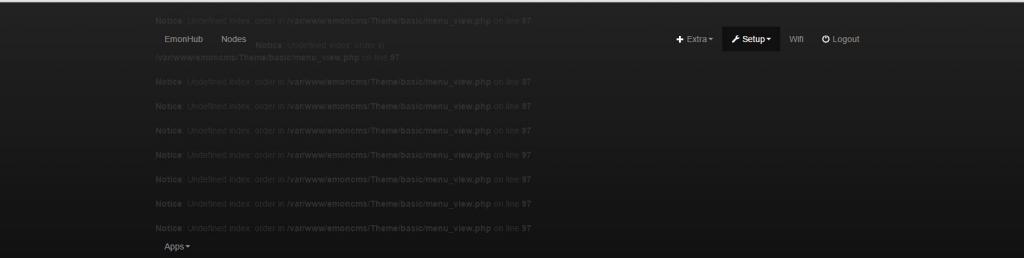 Notice: Undefined index: order in /var/www/emoncms/Theme/basic/menu_view.php on line 97
EmonHub Nodes Extra Setup Wifi Logout
Notice: Undefined index: order in
/var/www/emoncms/Theme/basic/menu_view.php on line 97
Notice: Undefined index: order in /var/www/emoncms/Theme/basic/menu_view.php on line 97
Notice: Undefined index: order in /var/www/emoncms/Theme/basic/menu_view.php on line 97
Notice: Undefined index: order in /var/www/emoncms/Theme/basic/menu_view.php on line 97
Notice: Undefined index: order in /var/www/emoncms/Theme/basic/menu_view.php on line 97
Notice: Undefined index: order in /var/www/emoncms/Theme/basic/menu_view.php on line 97
Notice: Undefined index: order in /var/www/emoncms/Theme/basic/menu_view.php on line 97
Notice: Undefined index: order in /var/www/emoncms/Theme/basic/menu_view.php on line 97
Apps